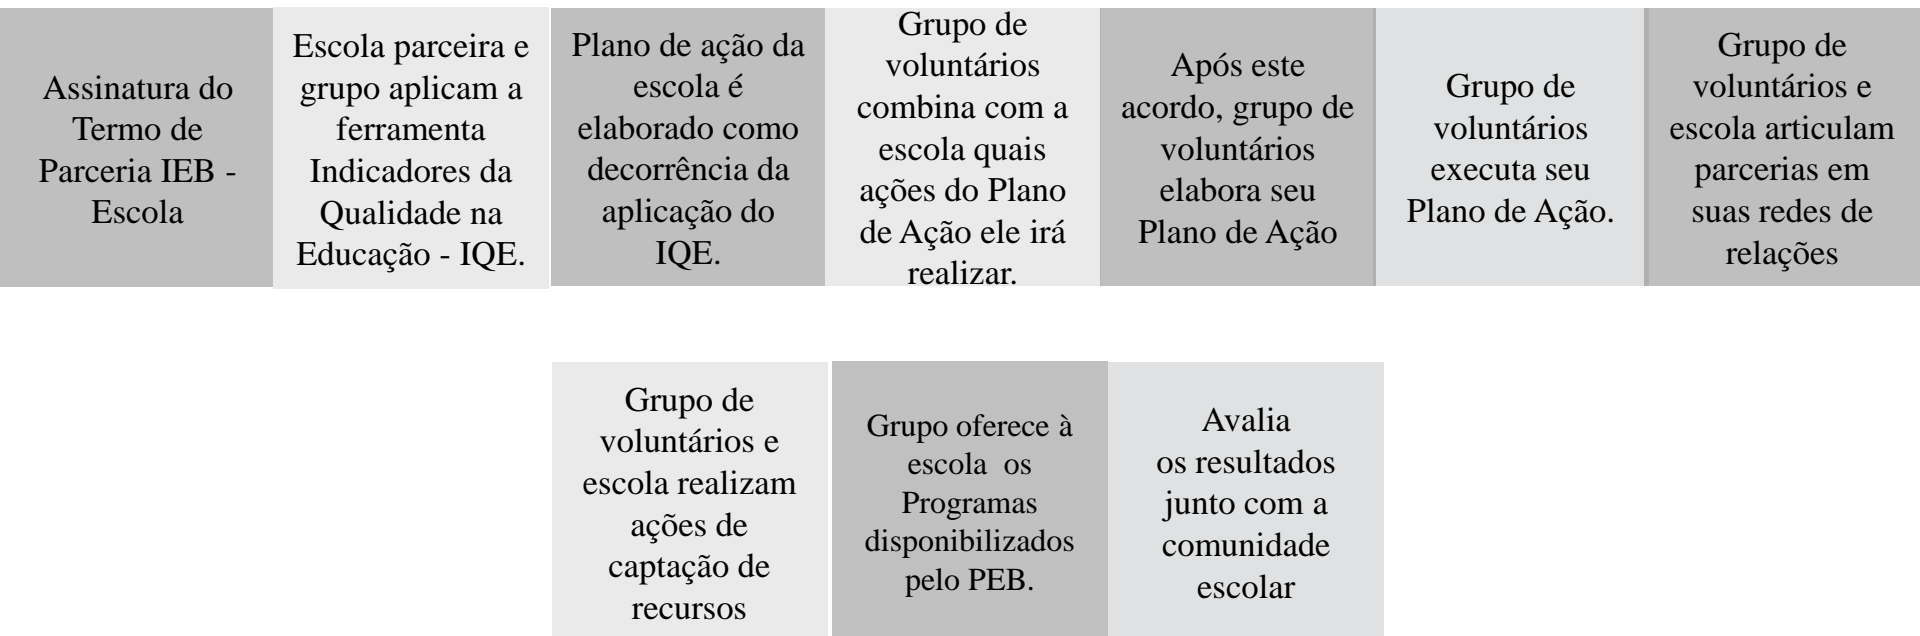 Assinatura do
Termo de
Parceria IEB -
Escola
Escola parceira e
grupo aplicam a
ferramenta
Indicadores da
Qualidade na
Educação - IQE.
Plano de ação da
escola é
elaborado como
decorrência da
aplicação do
IQE.
Grupo de
voluntários
combina com a
escola quais
ações do Plano
de Ação ele irá
realizar.
Após este
acordo, grupo de
voluntários
elabora seu
Plano de Ação
Grupo de
voluntários
executa seu
Plano de Ação.
Grupo de
voluntários e
escola articulam
parcerias em
suas redes de
relações
Grupo de
voluntários e
escola realizam
ações de
captação de
recursos
Grupo oferece à
escola os
Programas
disponibilizados
pelo PEB.
Avalia
os resultados
junto com a
comunidade
escolar